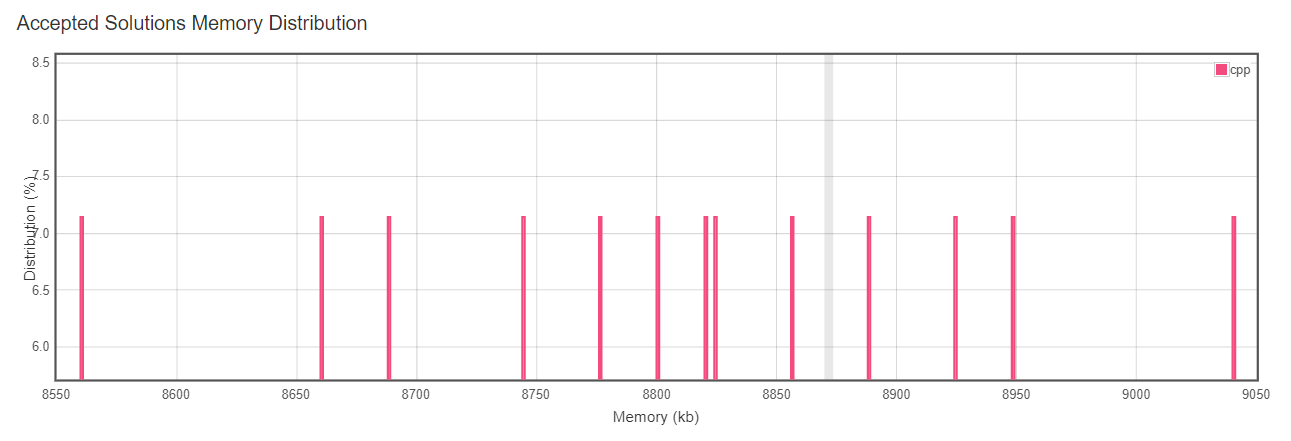 Accepted Solutions Memory Distribution
cpp
8.5
8.0
7.5
7.0
6.5
6.0
Distribution (%)
8550 8600 8650 8700 8750 8800 8850 8900 8950 9000 9050
Memory (kb)